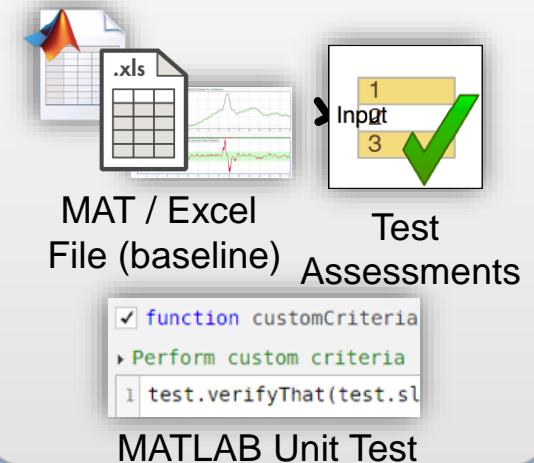 .xls
MAT / Excel
File (baseline)
1
Input
2
3
Test
Assessments
function customCriteria
Perform custom criteria
1 test.verifyThat(test.sl
MATLAB Unit Test